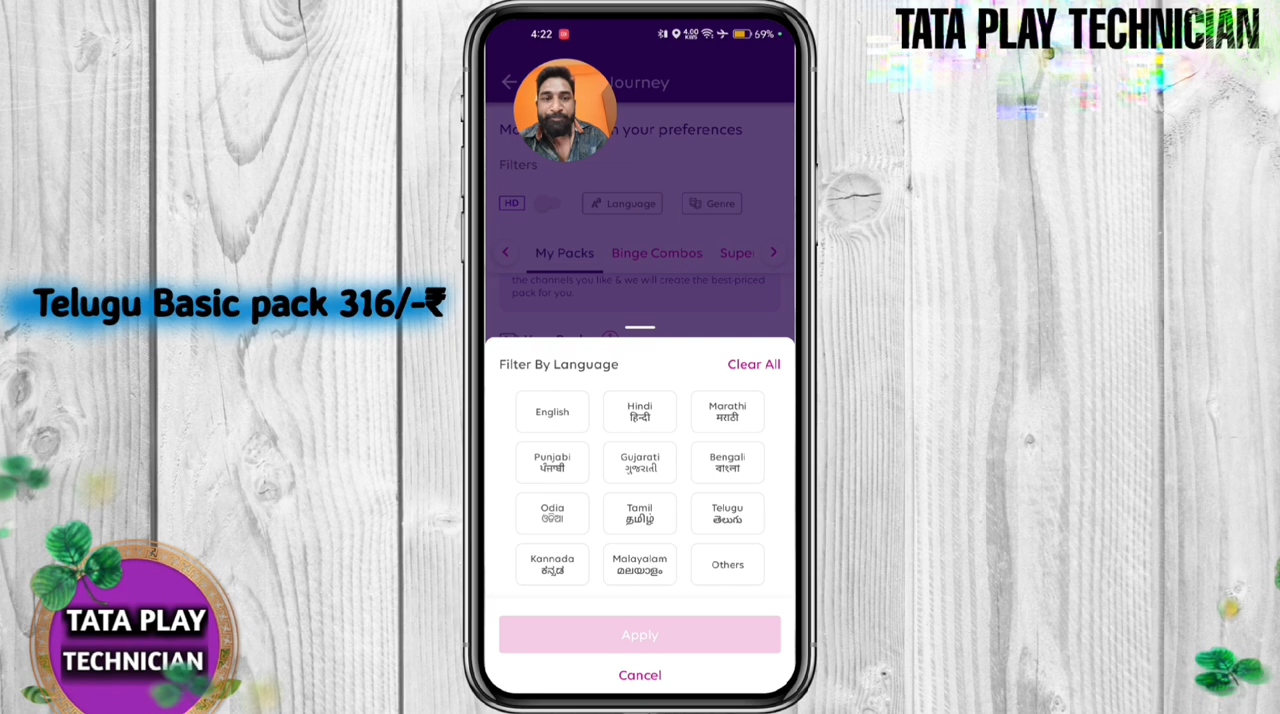 TATA PLAY TECHNICIAN
4:22
4.00
69%
Journey
your preferences
Filters
HD
Language
Genre
My Packs
Binge Combos
Super
the channels you like & we will create the best-priced
pack for you.
Telugu Basic pack 316/-₹
Filter By Language
Clear All
English
Hindi
हिन्दी
Marathi
मराठी
Punjabi
ਪੰਜਾਬੀ
Gujarati
ગુજરાતી
Bengali
বাংলা
Odia
ଓଡିଆ
Tamil
தமிழ்
Telugu
తెలుగు
Kannada
ಕನ್ನಡ
Malayalam
മലയാളം
Others
Apply
Cancel
TATA PLAY
TECHNICIAN